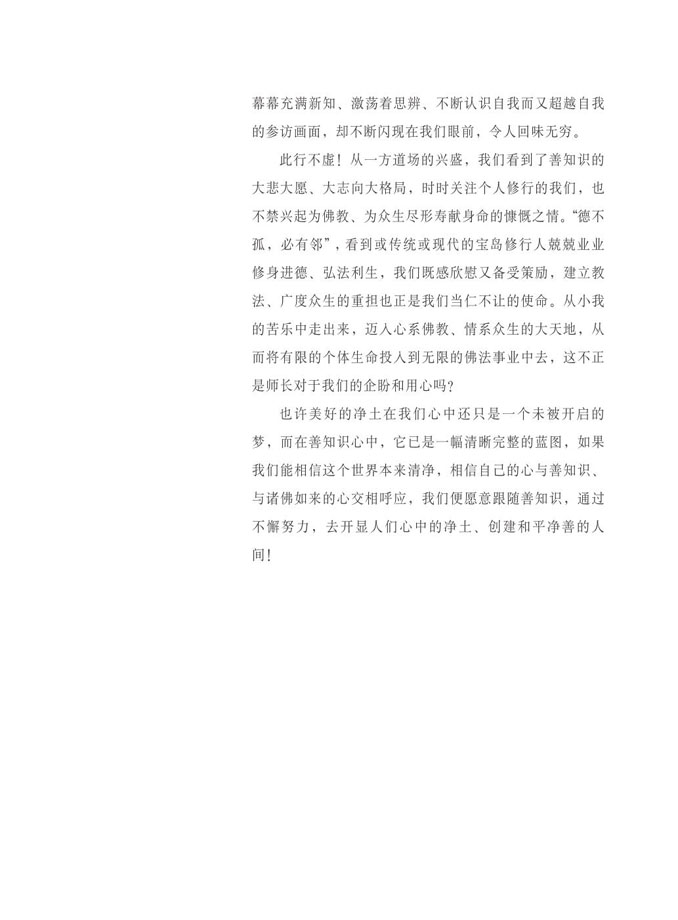 幕幕充满新知、激荡着思辨、不断认识自我而又超越自我
的参访画面，却不断闪现在我们眼前，令人回味无穷。
此行不虚！从一方道场的兴盛，我们看到了善知识的
大悲大愿、大志向大格局，时时关注个人修行的我们，也
不禁兴起为佛教、为众生尽形寿献身命的慷慨之情。“德不
孤，必有邻”，看到或传统或现代的宝岛修行人兢兢业业
修身进德、弘法利生，我们既感欣慰又备受策励，建立教
法、广度众生的重担也正是我们当仁不让的使命。从小我
的苦乐中走出来，迈入心系佛教、情系众生的大天地，从
而将有限的个体生命投入到无限的佛法事业中去，这不正
是师长对于我们的企盼和用心吗？
也许美好的净土在我们心中还只是一个未被开启的
梦，而在善知识心中，它已是一幅清晰完整的蓝图，如果
我们能相信这个世界本来清净，相信自己的心与善知识、
与诸佛如来的心交相呼应，我们便愿意跟随善知识，通过
不懈努力，去开显人们心中的净土、创建和平净善的人
间！